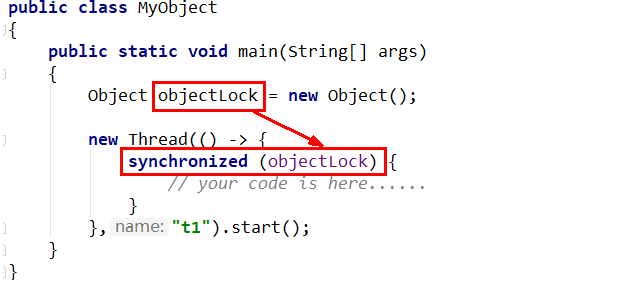 public class MyObject
{
    public static void main(String[] args)
    {
        Object objectLock = new Object();
        new Thread(() -> {
            synchronized (objectLock) {
                // your code is here......
            }
        }, name: "t1").start();
    }
}